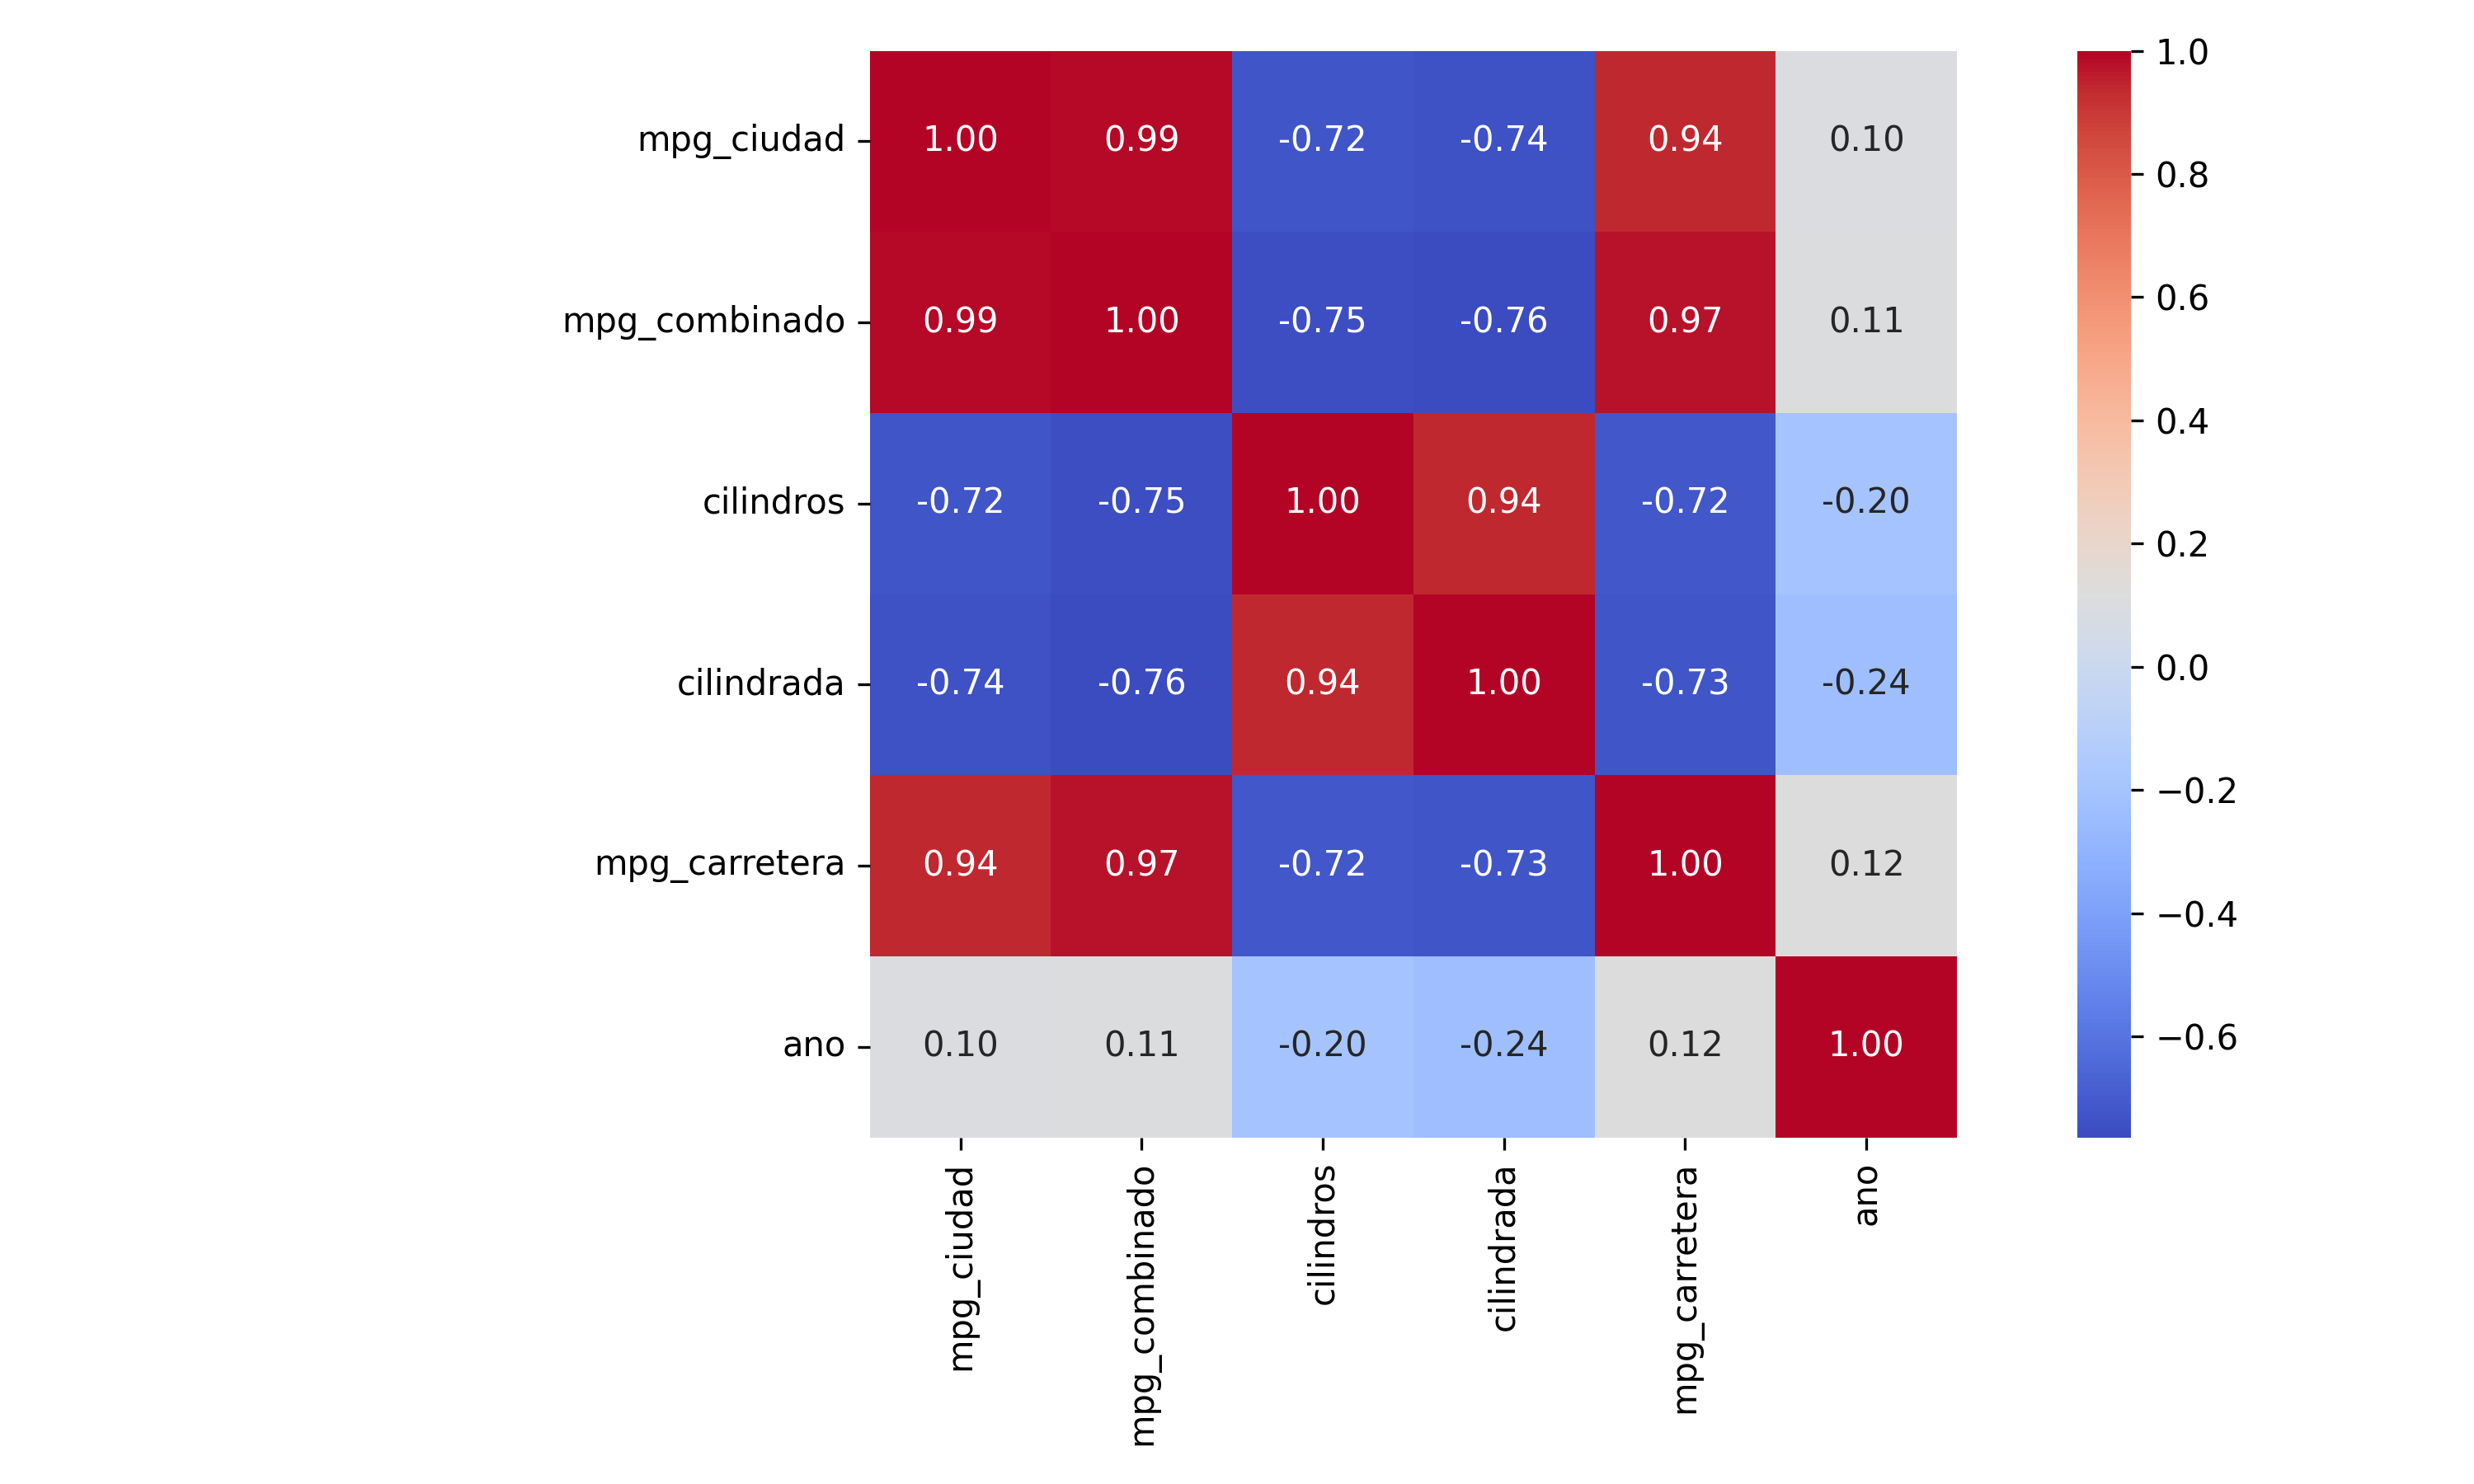 mpg_ciudad 1.00 0.99 -0.72 -0.74 0.94 0.10
mpg_combinado 0.99 1.00 -0.75 -0.76 0.97 0.11
cilindros -0.72 -0.75 1.00 0.94 -0.72 -0.20
cilindrada -0.74 -0.76 0.94 1.00 -0.73 -0.24
mpg_carretera 0.94 0.97 -0.72 -0.73 1.00 0.12
ano 0.10 0.11 -0.20 -0.24 0.12 1.00
mpg_ciudad
mpg_combinado
cilindros
cilindrada
mpg_carretera
ano
1.0
0.8
0.6
0.4
0.2
0.0
−0.2
−0.4
−0.6